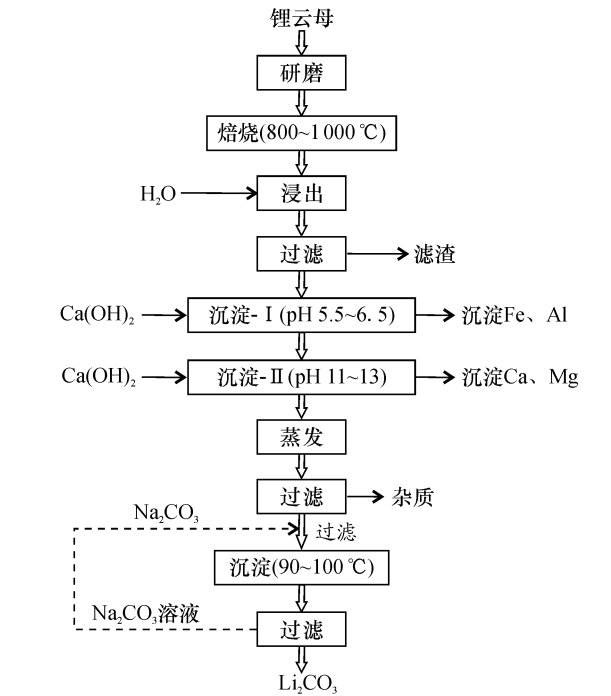 锂云母
研磨
焙烧(800~1 000 ℃)
H₂O
浸出
过滤
滤渣
Ca(OH)₂
沉淀-Ⅰ(pH 5.5~6.5)
沉淀Fe、Al
Ca(OH)₂
沉淀-Ⅱ(pH 11~13)
沉淀Ca、Mg
蒸发
过滤
杂质
Na₂CO₃
过滤
沉淀(90~100 ℃)
Na₂CO₃溶液
过滤
Li₂CO₃